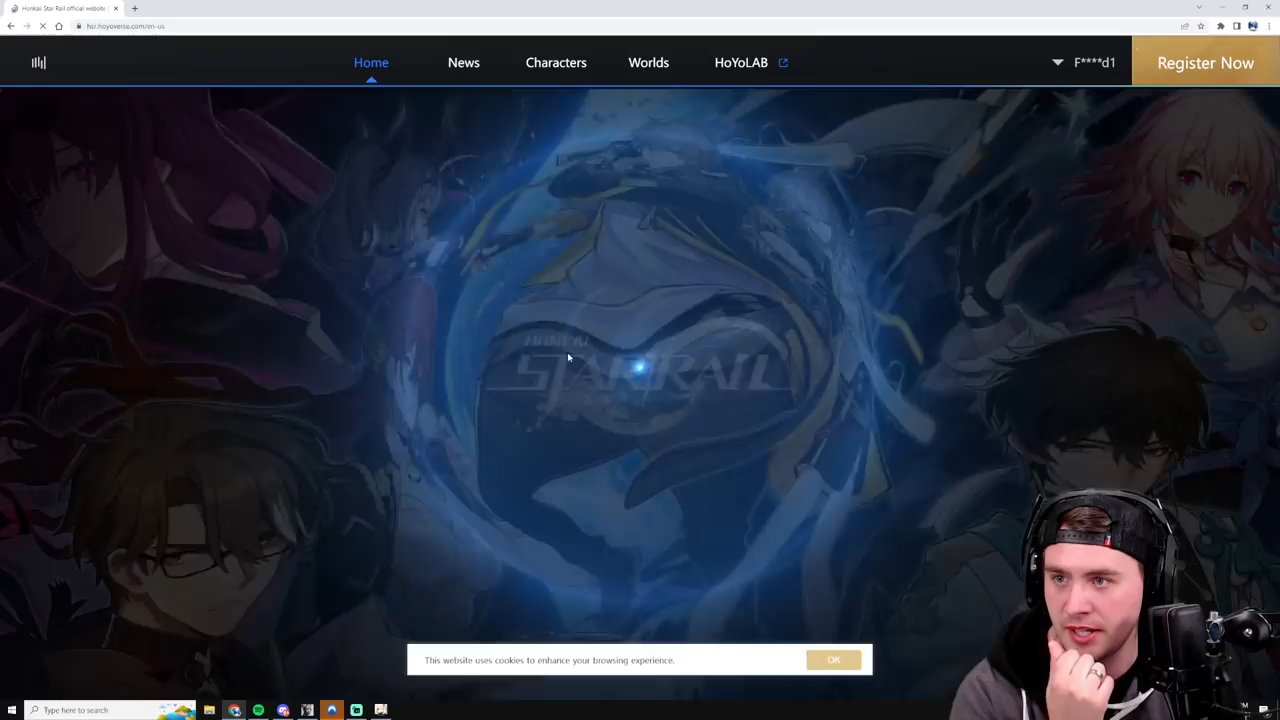 Honkai: Star Rail official website |
hsr.hoyoverse.com/en-us
Home
News
Characters
Worlds
HoYoLAB
F****d1
Register Now
HONKAI
STAR RAIL
This website uses cookies to enhance your browsing experience.
OK
Type here to search